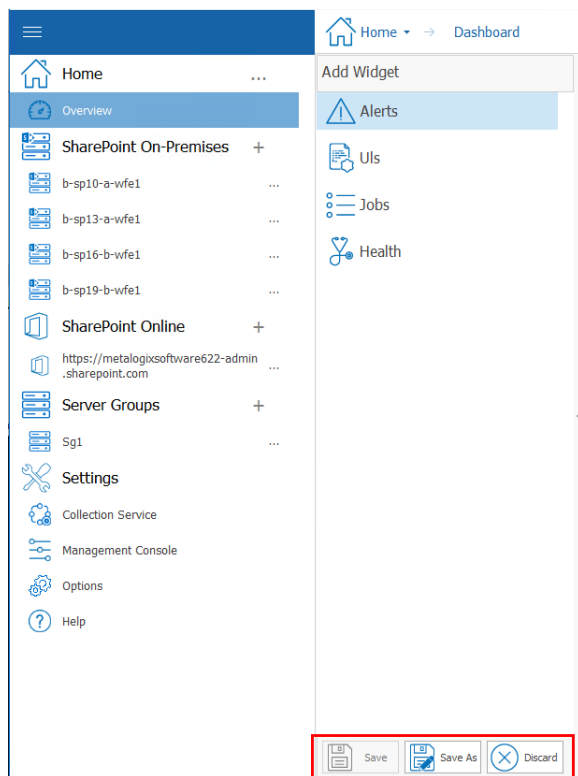 Home
...
Overview
SharePoint On-Premises +
b-sp10-a-wfe1 ...
b-sp13-a-wfe1 ...
b-sp16-b-wfe1 ...
b-sp19-b-wfe1 ...
SharePoint Online +
https://metalogixsoftware622-admin
.sharepoint.com ...
Server Groups +
Sg1 ...
Settings
Collection Service
Management Console
Options
? Help
Home → Dashboard
Add Widget
Alerts
Uls
Jobs
Health
Save Save As Discard